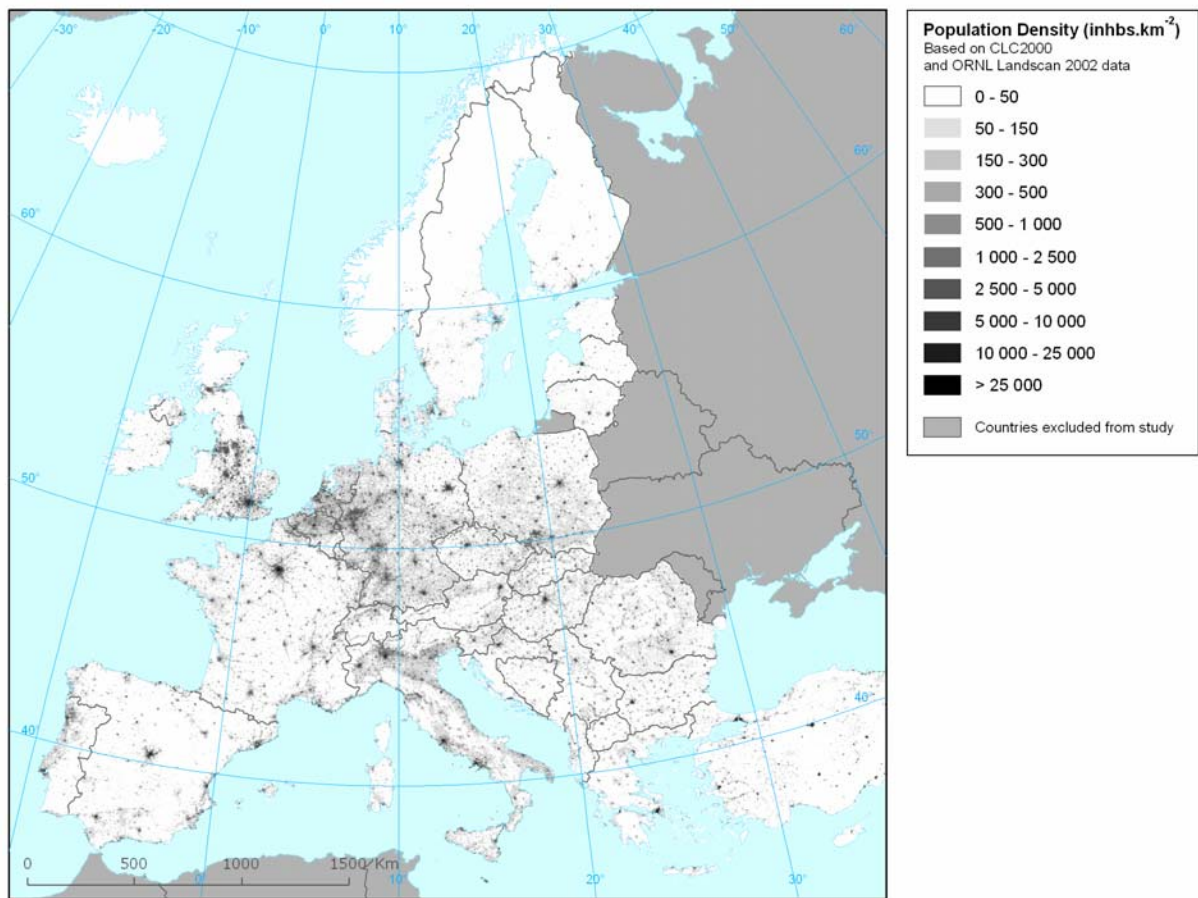 -30°
-20°
-10°
0°
10°
20°
30°
40°
50°
60°
60°
60°
50°
50°
40°
40°
0
500
1000
1500 Km
0°
10°
20°
30°
Population Density (inhbs.km-2)
Based on CLC2000
and ORNL Landscan 2002 data
0 - 50
50 - 150
150 - 300
300 - 500
500 - 1 000
1 000 - 2 500
2 500 - 5 000
5 000 - 10 000
10 000 - 25 000
> 25 000
Countries excluded from study